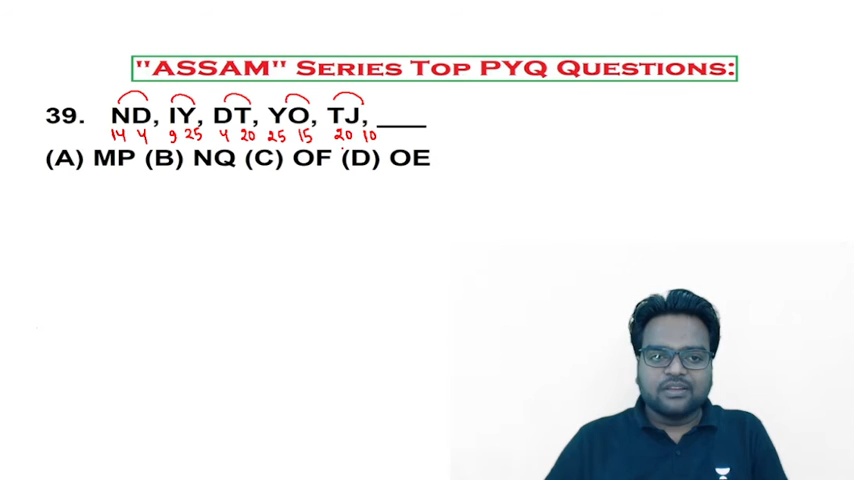 "ASSAM" SERIES TOP PYQ QUESTIONS:
39. ND, IY, DT, YO, TJ, ____
14 4 9 25 4 20 25 15 20 10
(A) MP (B) NQ (C) OF (D) OE